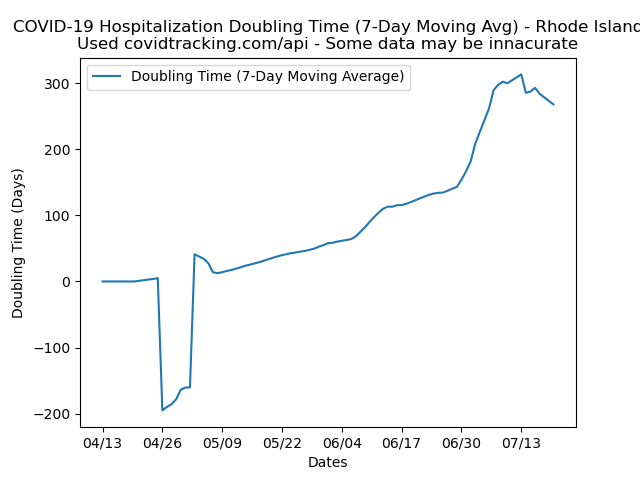 COVID-19 Hospitalization Doubling Time (7-Day Moving Avg) - Rhode Island
Used covidtracking.com/api - Some data may be innacurate
Doubling Time (7-Day Moving Average)
300
200
100
0
−100
−200
Doubling Time (Days)
04/13 04/26 05/09 05/22 06/04 06/17 06/30 07/13
Dates